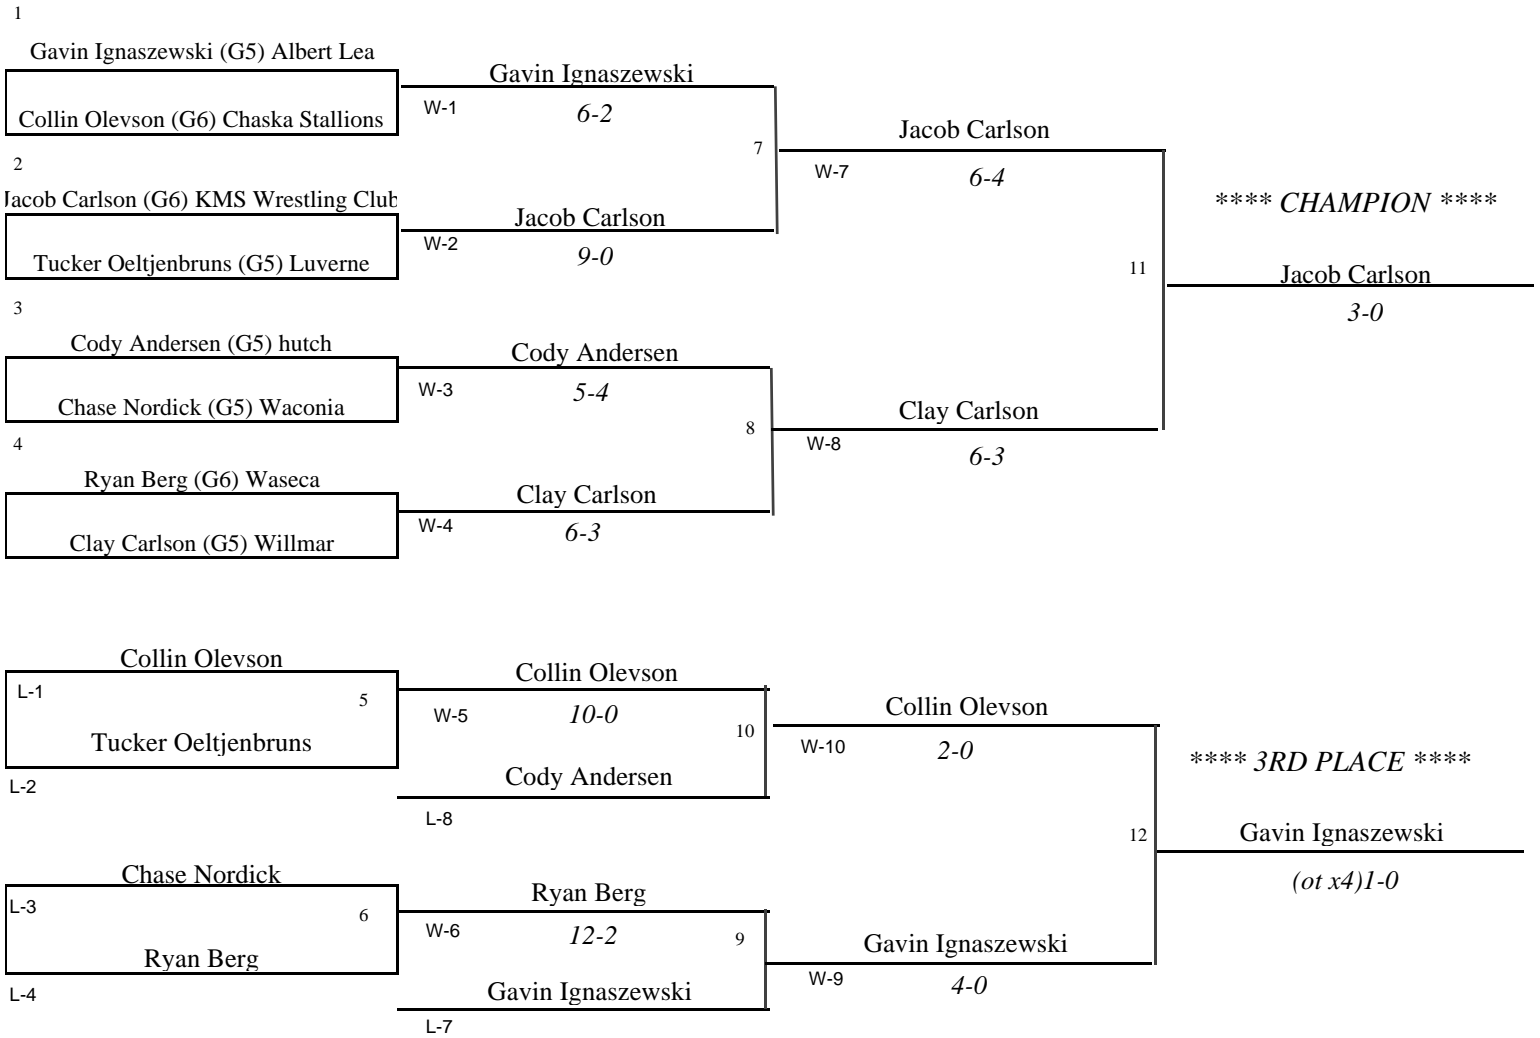 1
Gavin Ignaszewski (G5) Albert Lea
Gavin Ignaszewski
W-1
6-2
Collin Olevson (G6) Chaska Stallions
Jacob Carlson
7
W-7
6-4
2
Jacob Carlson (G6) KMS Wrestling Club
**** CHAMPION ****
Jacob Carlson
W-2
9-0
Tucker Oeltjenbruns (G5) Luverne
11
Jacob Carlson
3-0
3
Cody Andersen (G5) hutch
Cody Andersen
W-3
5-4
Chase Nordick (G5) Waconia
Clay Carlson
8
W-8
6-3
4
Ryan Berg (G6) Waseca
Clay Carlson
W-4
6-3
Clay Carlson (G5) Willmar
Collin Olevson
Collin Olevson
L-1
5
W-5
10-0
Collin Olevson
10
W-10
2-0
Tucker Oeltjenbruns
**** 3RD PLACE ****
L-2
Cody Andersen
L-8
12
Gavin Ignaszewski
(ot x4)1-0
Chase Nordick
Ryan Berg
L-3
6
W-6
12-2
9
Gavin Ignaszewski
Ryan Berg
W-9
4-0
L-4
Gavin Ignaszewski
L-7